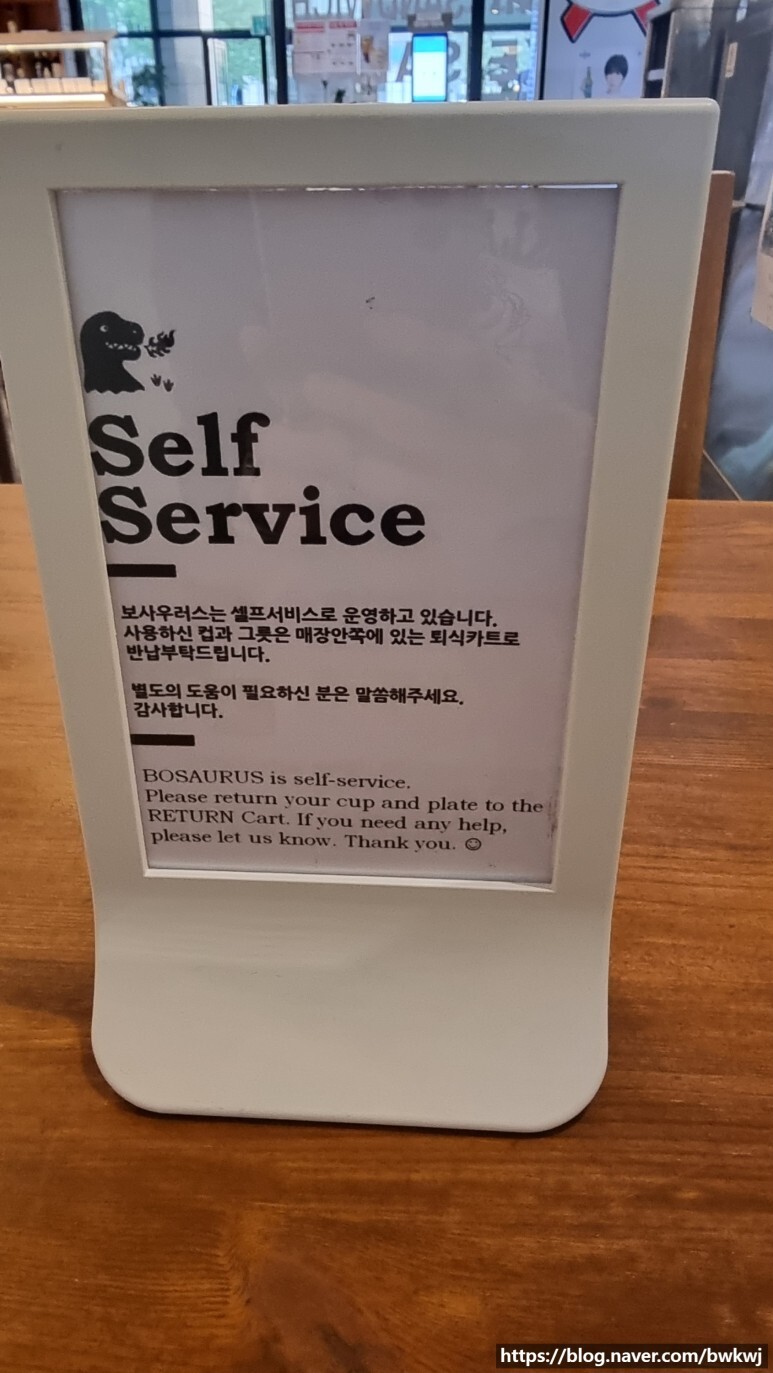 SANDWICH
Self
Service
보사우러스는 셀프서비스로 운영하고 있습니다.
사용하신 컵과 그릇은 매장안쪽에 있는 퇴식카트로
반납부탁드립니다.
별도의 도움이 필요하신 분은 말씀해주세요.
감사합니다.
BOSAURUS is self-service.
Please return your cup and plate to the
RETURN Cart. If you need any help,
please let us know. Thank you. ☺
https://blog.naver.com/bwkwj